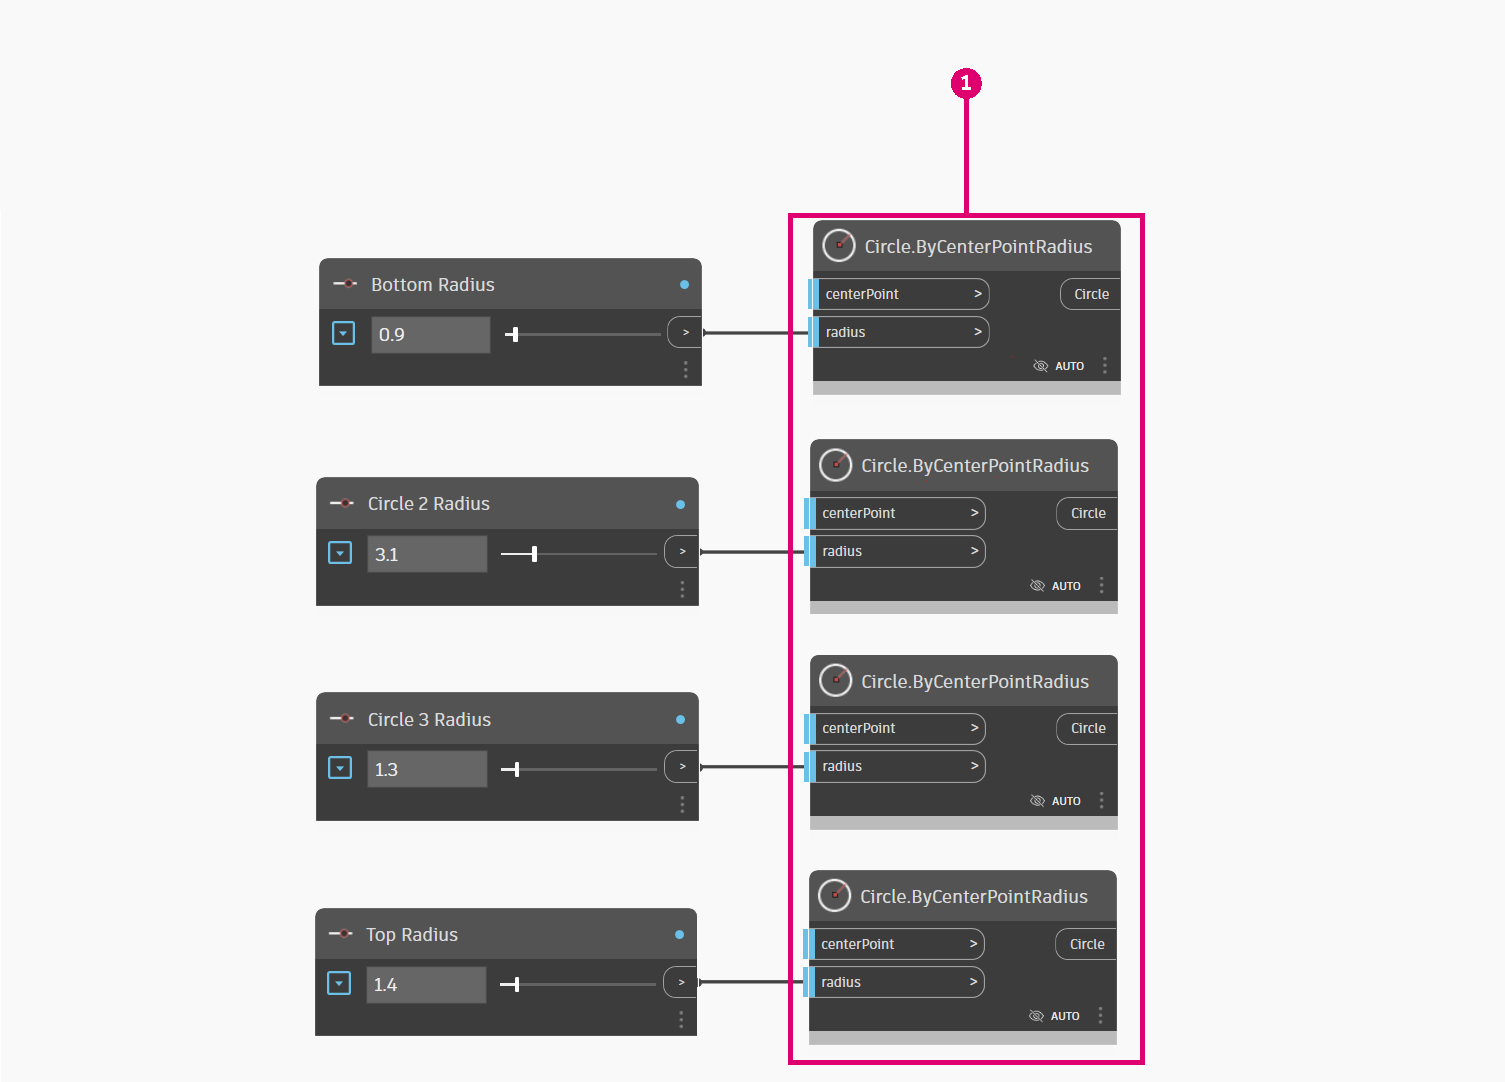 1
Circle.ByCenterPointRadius
centerPoint >
Circle
radius >
AUTO
Bottom Radius
0.9
>
Circle.ByCenterPointRadius
centerPoint >
Circle
radius >
AUTO
Circle 2 Radius
3.1
>
Circle.ByCenterPointRadius
centerPoint >
Circle
radius >
AUTO
Circle 3 Radius
1.3
>
Circle.ByCenterPointRadius
centerPoint >
Circle
radius >
AUTO
Top Radius
1.4
>